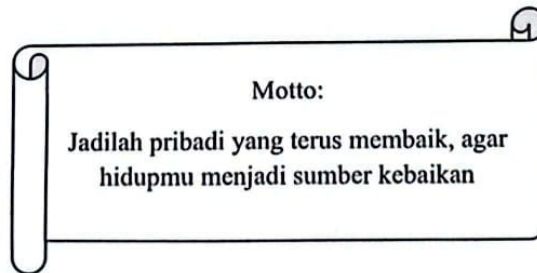 Motto:
Jadilah pribadi yang terus membaik, agar
hidupmu menjadi sumber kebaikan